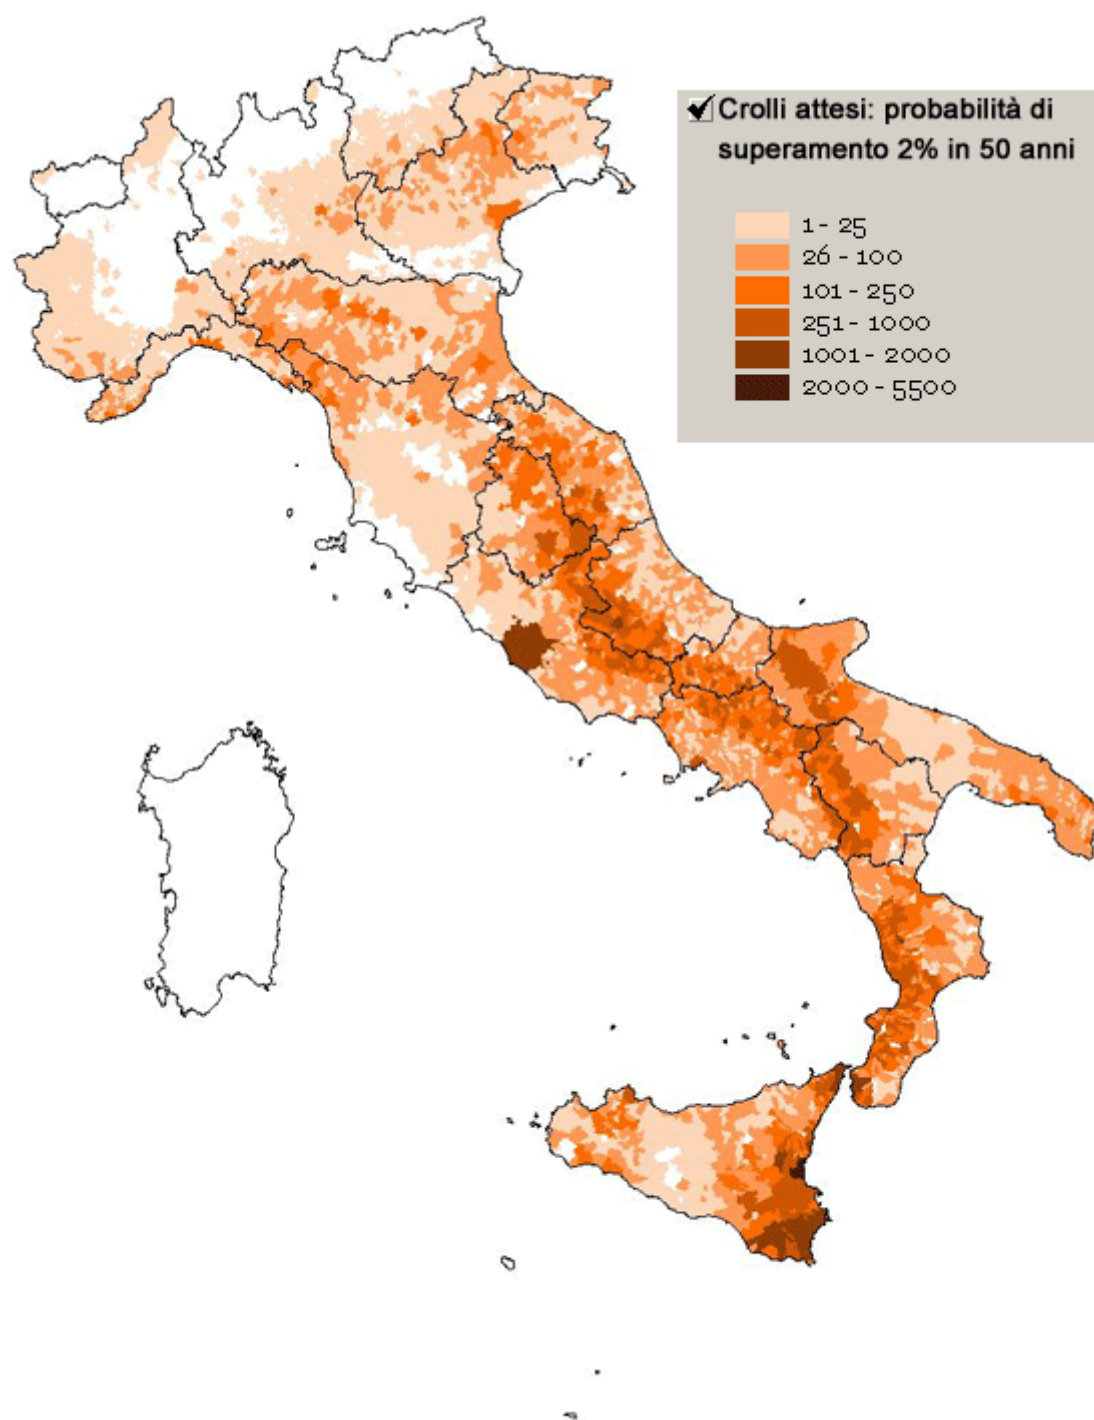 Crolli attesi: probabilità di
superamento 2% in 50 anni
1 - 25
26 - 100
101 - 250
251 - 1000
1001 - 2000
2000 - 5500